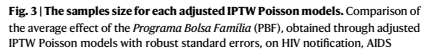 Fig. 3 | The samples size for each adjusted IPTW Poisson models. Comparison of
the average effect of the Programa Bolsa Família (PBF), obtained through adjusted
IPTW Poisson models with robust standard errors, on HIV notification, AIDS